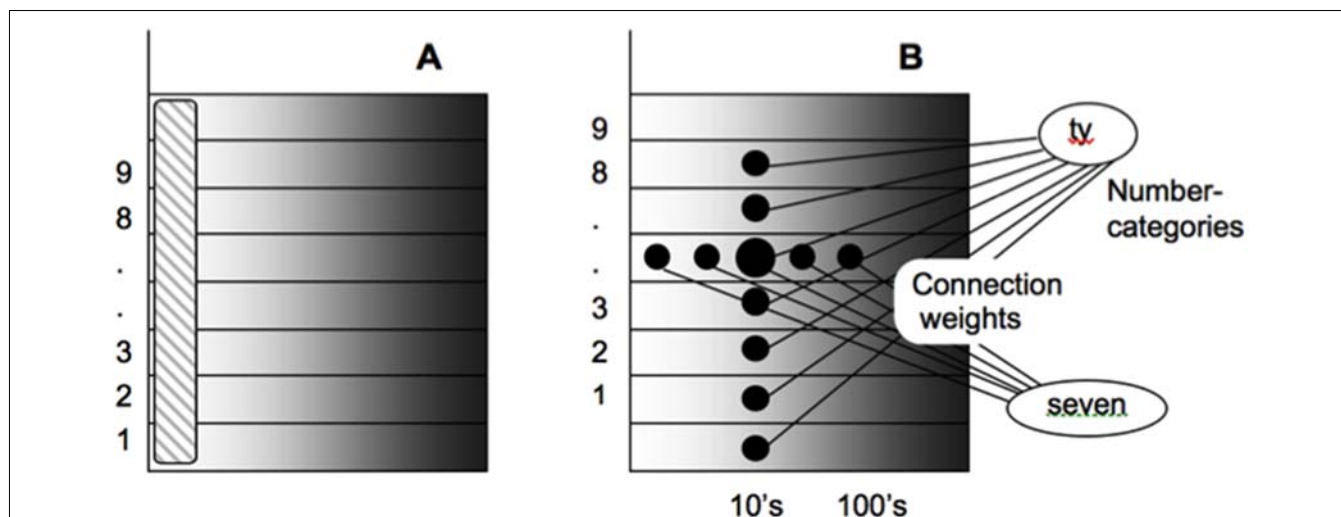 A
9
8
.
.
3
2
1
B
9
8
.
.
3
2
1
10's 100's
ty
Number-
categories
Connection
weights
seven